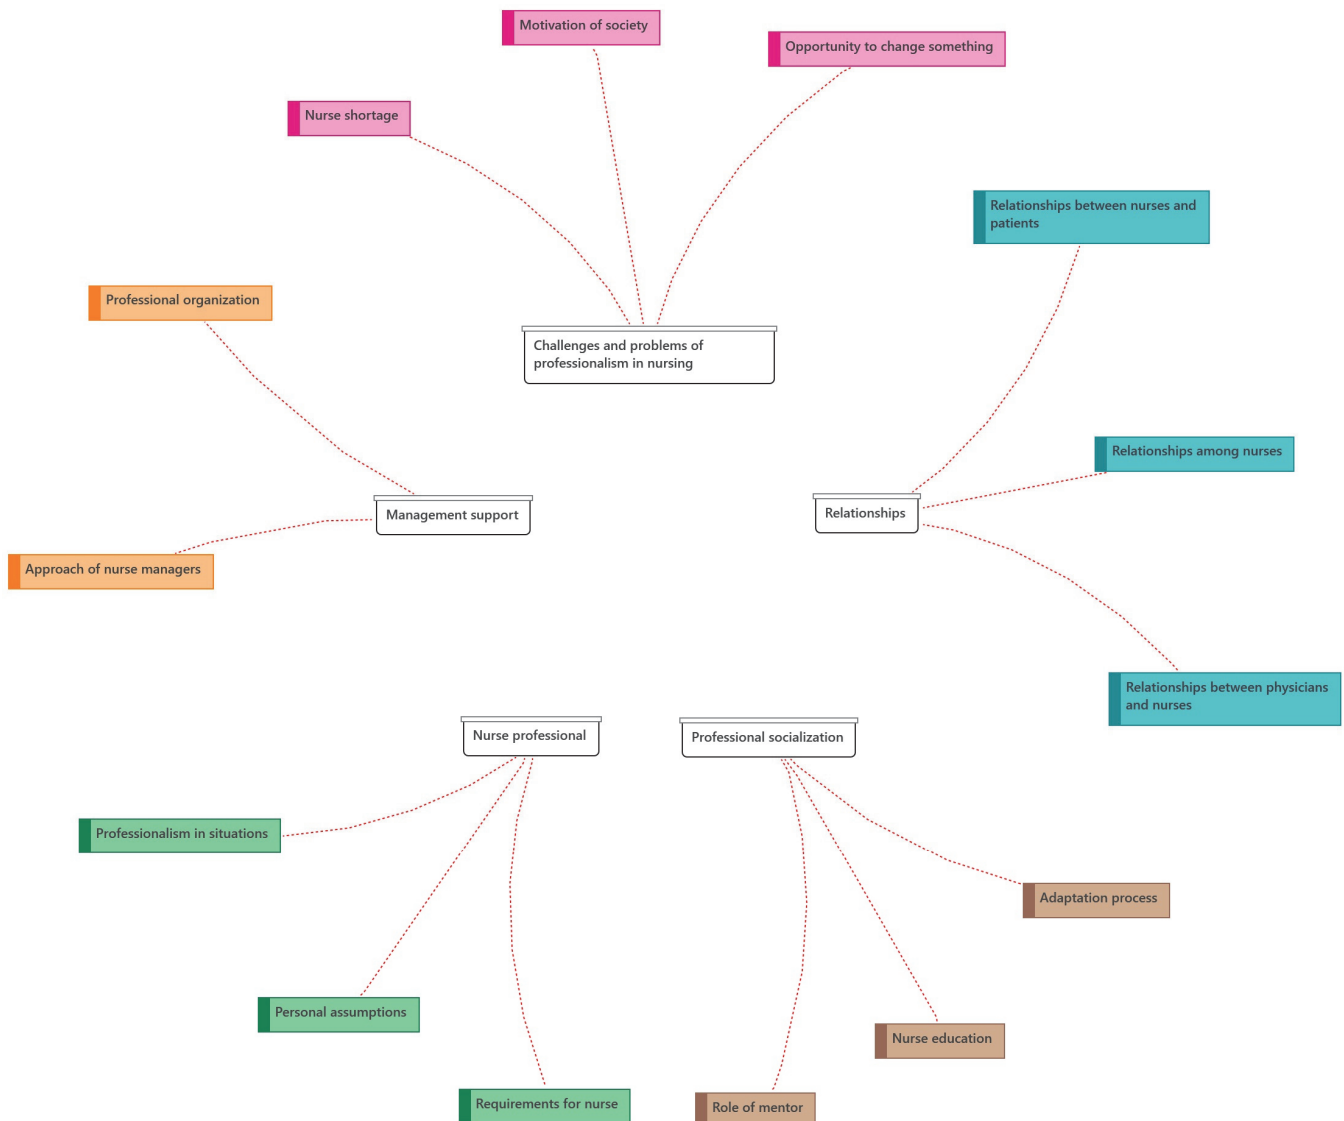 Motivation of society
Opportunity to change something
Nurse shortage
Relationships between nurses and
patients
Professional organization
Challenges and problems of
professionalism in nursing
Relationships among nurses
Management support
Relationships
Approach of nurse managers
Relationships between physicians
and nurses
Nurse professional
Professional socialization
Professionalism in situations
Adaptation process
Personal assumptions
Nurse education
Requirements for nurse
Role of mentor